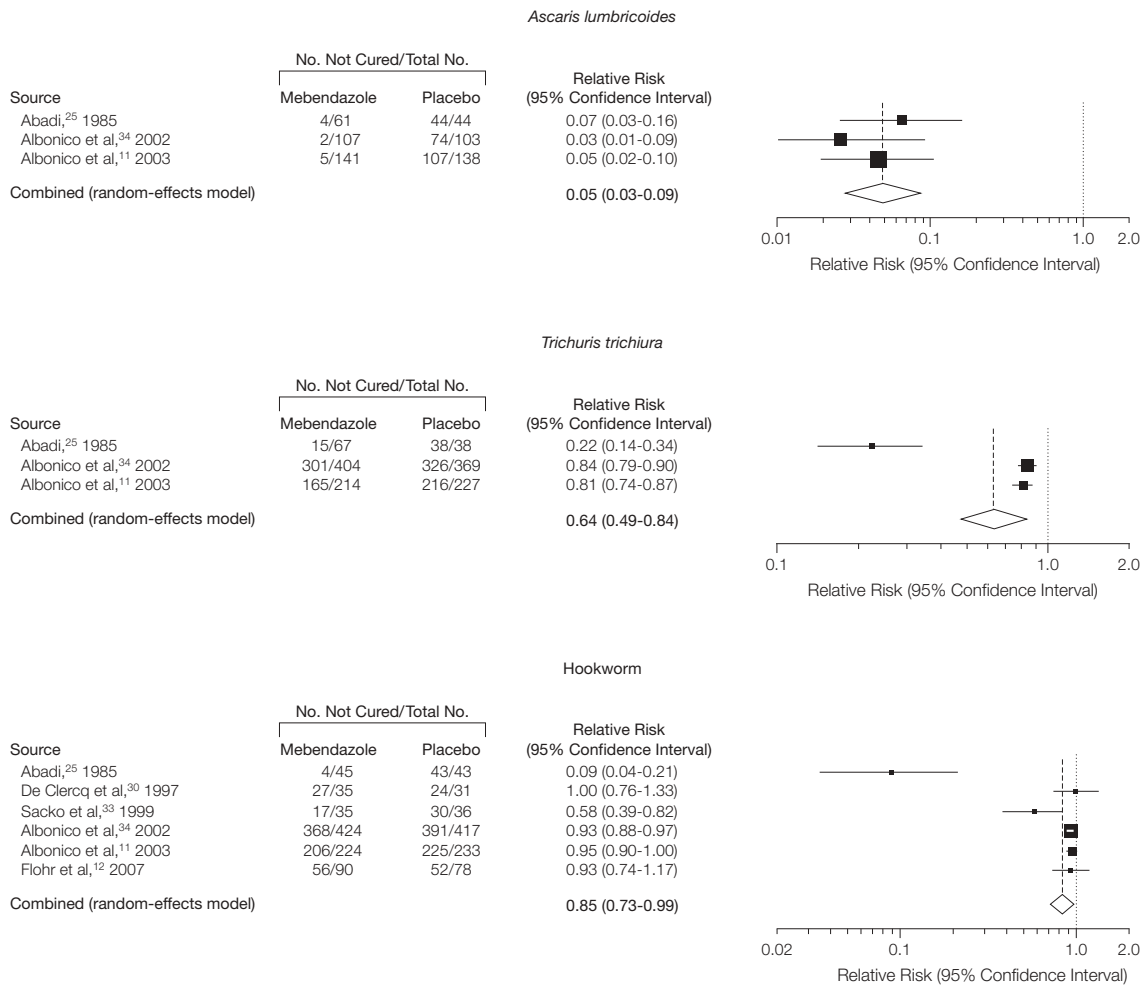 Ascaris lumbricoides
No. Not Cured/Total No.
Relative Risk
Source Mebendazole Placebo (95% Confidence Interval)
Abadi,25 1985 4/61 44/44 0.07 (0.03-0.16)
Albonico et al,34 2002 2/107 74/103 0.03 (0.01-0.09)
Albonico et al,11 2003 5/141 107/138 0.05 (0.02-0.10)
Combined (random-effects model) 0.05 (0.03-0.09)
0.01 0.1 1.0 2.0
Relative Risk (95% Confidence Interval)
Trichuris trichiura
No. Not Cured/Total No.
Relative Risk
Source Mebendazole Placebo (95% Confidence Interval)
Abadi,25 1985 15/67 38/38 0.22 (0.14-0.34)
Albonico et al,34 2002 301/404 326/369 0.84 (0.79-0.90)
Albonico et al,11 2003 165/214 216/227 0.81 (0.74-0.87)
Combined (random-effects model) 0.64 (0.49-0.84)
0.1 1.0 2.0
Relative Risk (95% Confidence Interval)
Hookworm
No. Not Cured/Total No.
Relative Risk
Source Mebendazole Placebo (95% Confidence Interval)
Abadi,25 1985 4/45 43/43 0.09 (0.04-0.21)
De Clercq et al,30 1997 27/35 24/31 1.00 (0.76-1.33)
Sacko et al,33 1999 17/35 30/36 0.58 (0.39-0.82)
Albonico et al,34 2002 368/424 391/417 0.93 (0.88-0.97)
Albonico et al,11 2003 206/224 225/233 0.95 (0.90-1.00)
Flohr et al,12 2007 56/90 52/78 0.93 (0.74-1.17)
Combined (random-effects model) 0.85 (0.73-0.99)
0.02 0.1 1.0 2.0
Relative Risk (95% Confidence Interval)